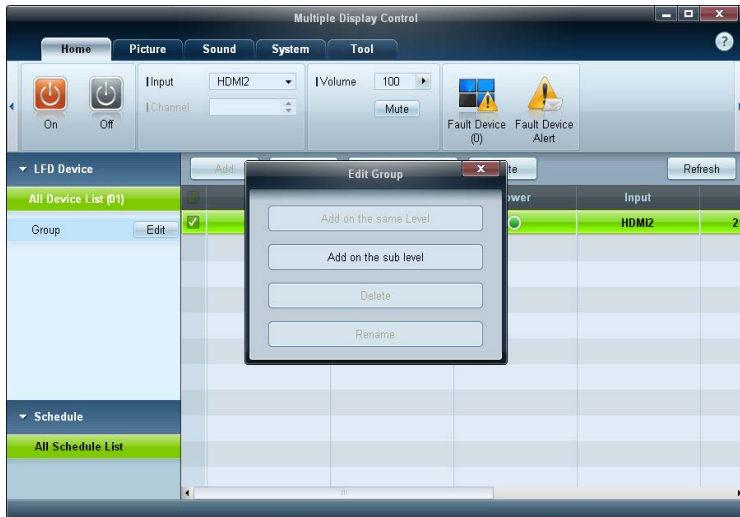 Multiple Display Control
Home Picture Sound System Tool
Input HDMI2
Channel
Volume 100
Mute
On Off
Fault Device (0)
Fault Device Alert
LFD Device
All Device List (01)
Group Edit
Add
Refresh
Input
HDMI2
Edit Group
Add on the same Level
Add on the sub level
Delete
Rename
Schedule
All Schedule List